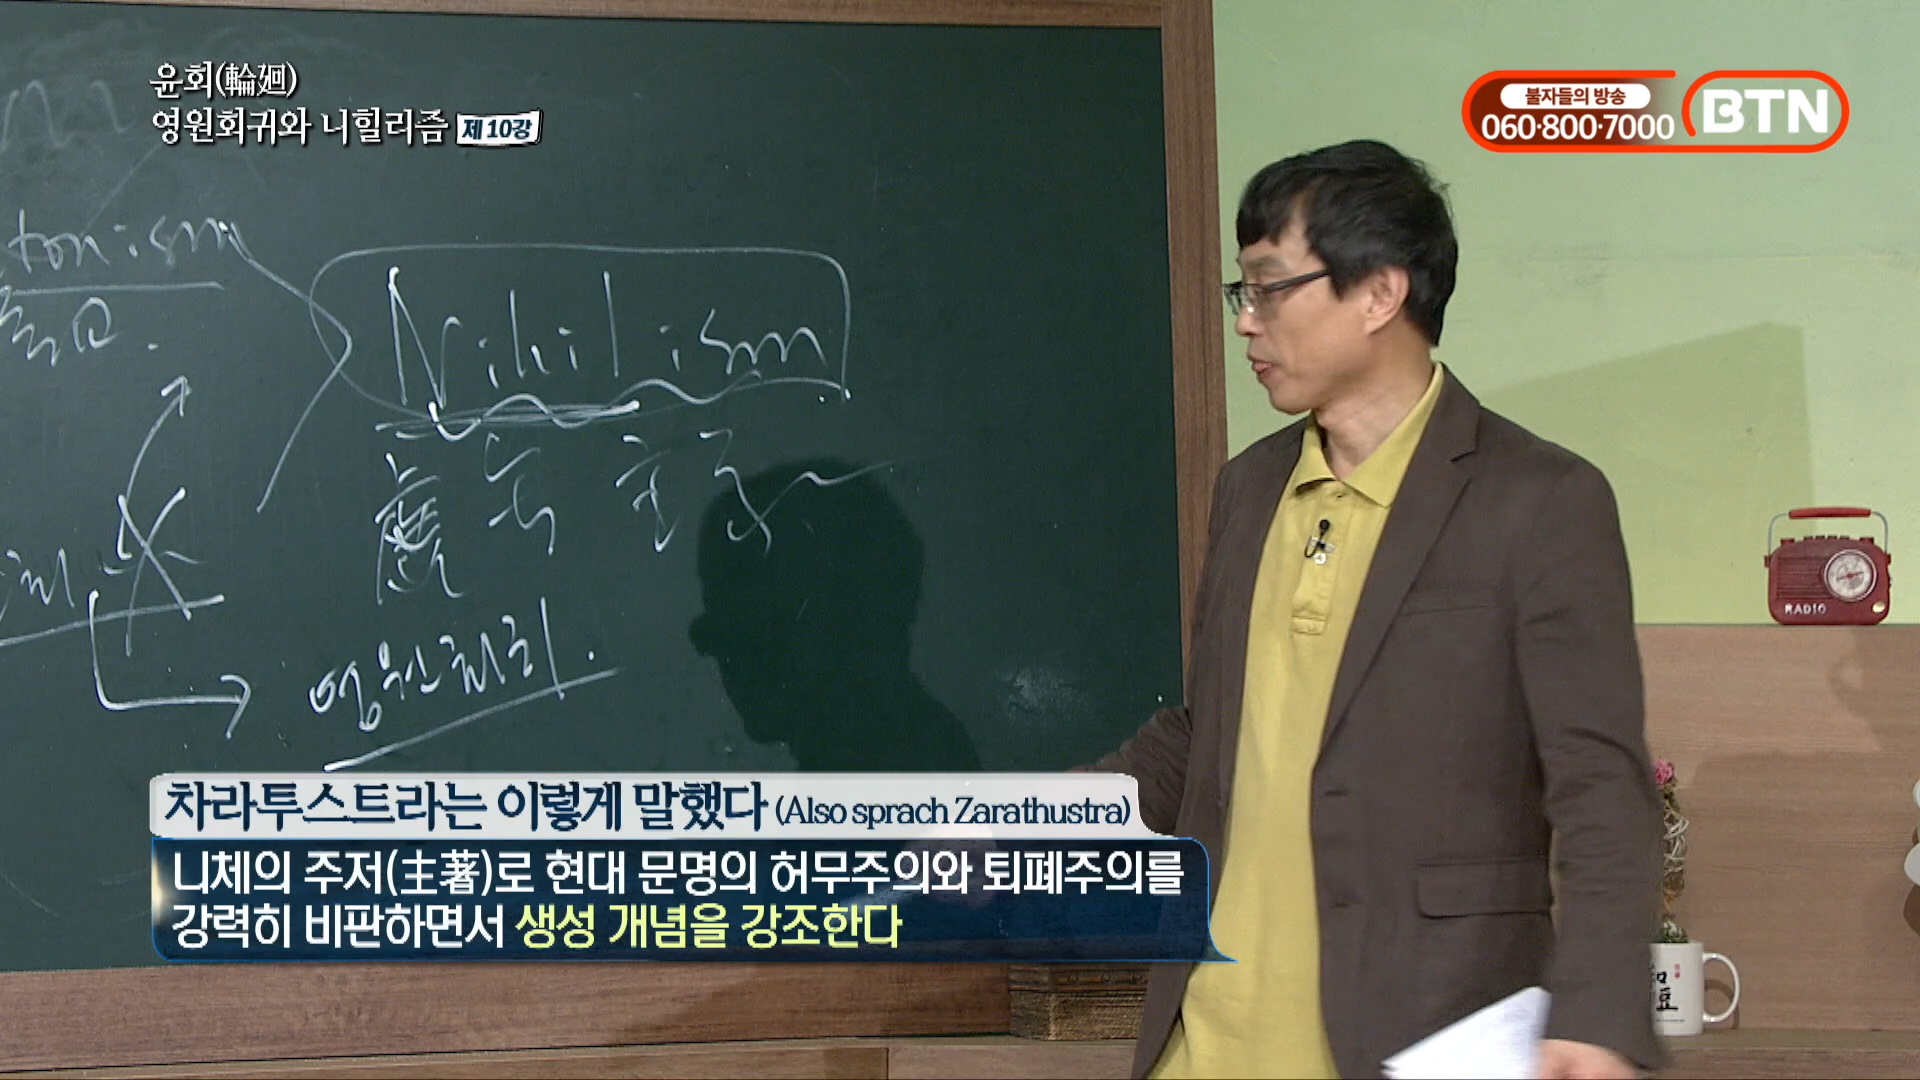 윤회(輪廻)
영원회귀와 니힐리즘 제10강
불자들의 방송
060·800·7000
BTN
Nihilism
영원회귀.
RADIO
차라투스트라는 이렇게 말했다 (Also sprach Zarathustra)
니체의 주저(主著)로 현대 문명의 허무주의와 퇴폐주의를
강력히 비판하면서 생성 개념을 강조한다